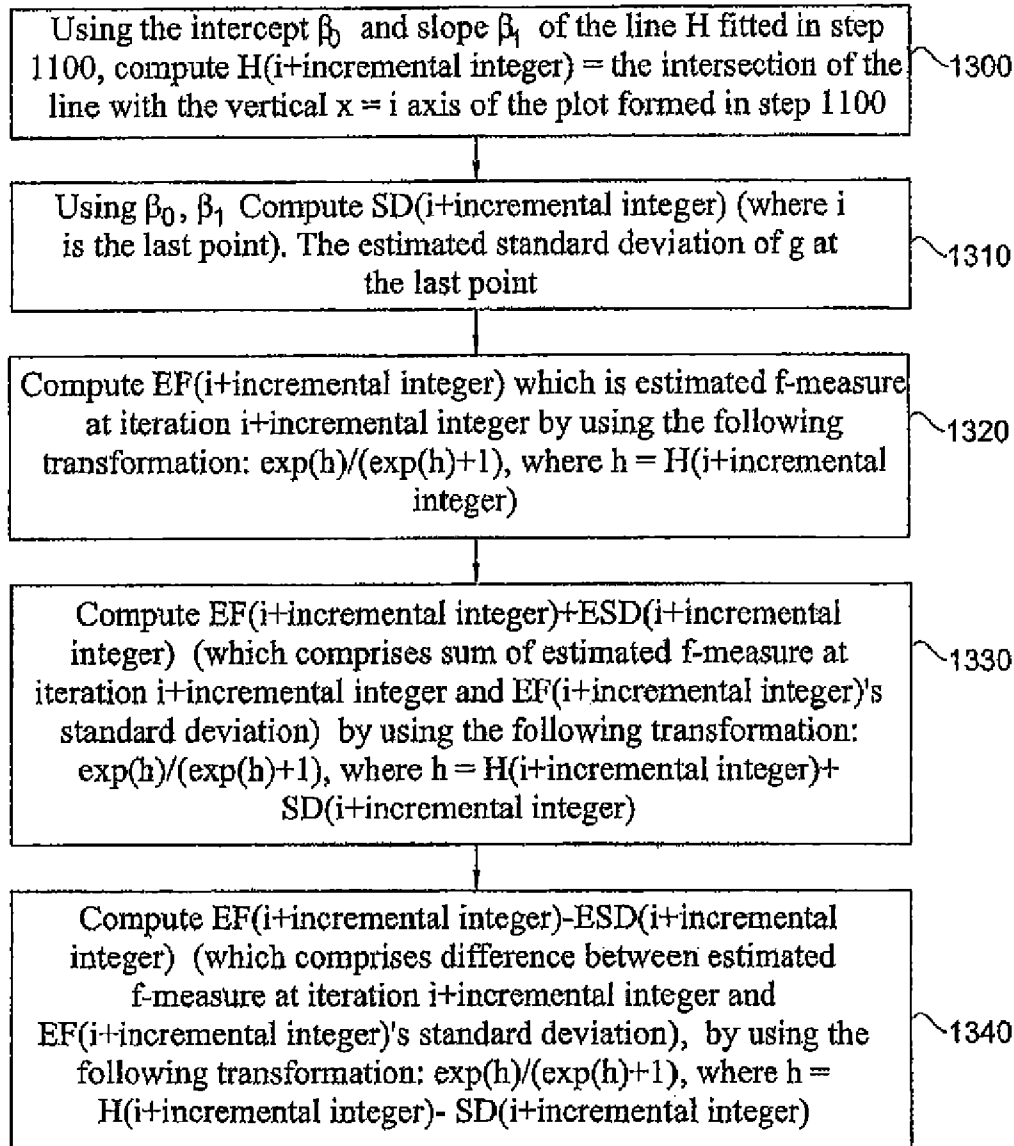 Using the intercept β₀ and slope β₁ of the line H fitted in step
1100, compute H(i+incremental integer) = the intersection of the
line with the vertical x = i axis of the plot formed in step 1100
1300
Using β₀, β₁ Compute SD(i+incremental integer) (where i
is the last point). The estimated standard deviation of g at
the last point
1310
Compute EF(i+incremental integer) which is estimated f-measure
at iteration i+incremental integer by using the following
transformation: exp(h)/(exp(h)+1), where h = H(i+incremental
integer)
1320
Compute EF(i+incremental integer)+ESD(i+incremental
integer) (which comprises sum of estimated f-measure at
iteration i+incremental integer and EF(i+incremental integer)'s
standard deviation) by using the following transformation:
exp(h)/(exp(h)+1), where h = H(i+incremental integer)+
SD(i+incremental integer)
1330
Compute EF(i+incremental integer)-ESD(i+incremental
integer) (which comprises difference between estimated
f-measure at iteration i+incremental integer and
EF(i+incremental integer)'s standard deviation), by using the
following transformation: exp(h)/(exp(h)+1), where h =
H(i+incremental integer)- SD(i+incremental integer)
1340